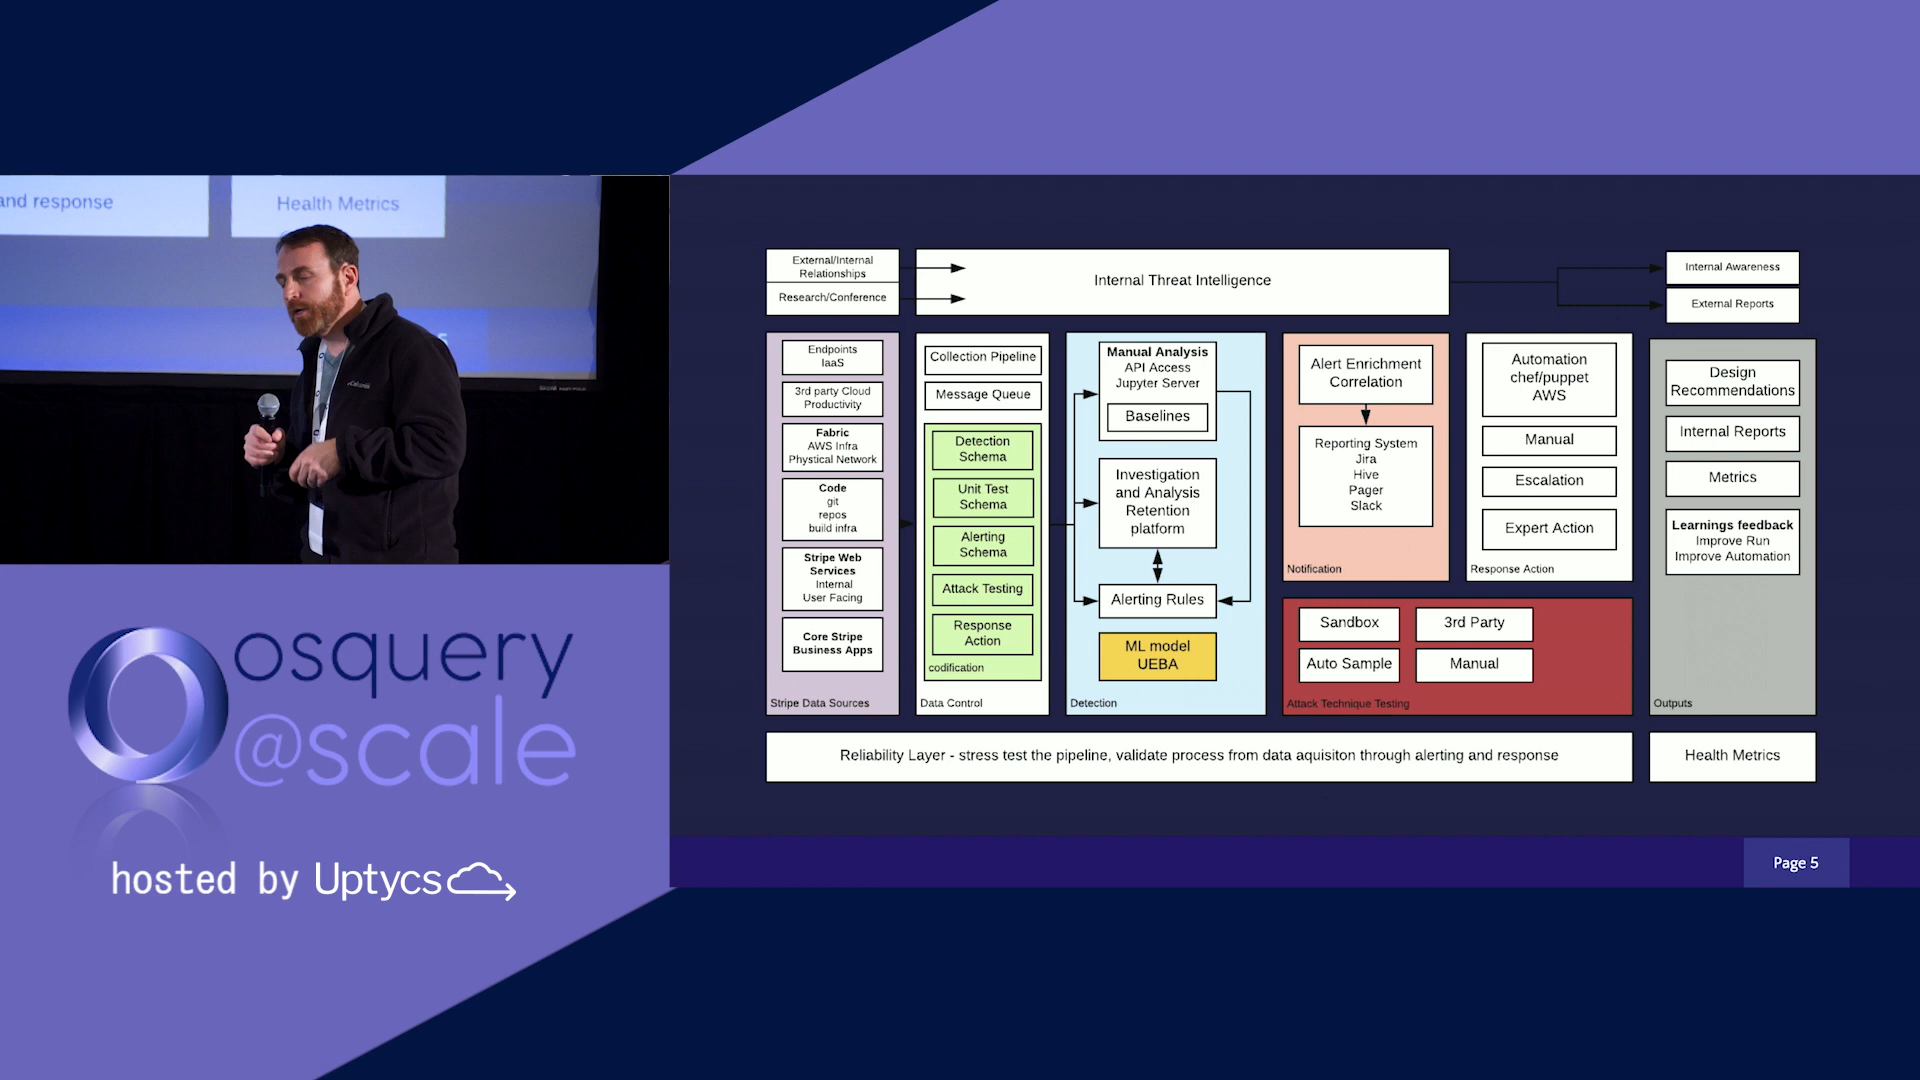 and response
Health Metrics
osquery
@scale
hosted by Uptycs
External/Internal
Relationships
Research/Conference
Internal Threat Intelligence
Internal Awareness
External Reports
Endpoints
IaaS
3rd party Cloud
Productivity
Fabric
AWS Infra
Phystical Network
Code
git
repos
build infra
Stripe Web
Services
Internal
User Facing
Core Stripe
Business Apps
Stripe Data Sources
Collection Pipeline
Message Queue
Detection
Schema
Unit Test
Schema
Alerting
Schema
Attack Testing
Response
Action
codification
Data Control
Manual Analysis
API Access
Jupyter Server
Baselines
Investigation
and Analysis
Retention
platform
Alerting Rules
ML model
UEBA
Detection
Alert Enrichment
Correlation
Reporting System
Jira
Hive
Pager
Slack
Notification
Automation
chef/puppet
AWS
Manual
Escalation
Expert Action
Response Action
Sandbox
3rd Party
Auto Sample
Manual
Attack Technique Testing
Design
Recommendations
Internal Reports
Metrics
Learnings feedback
Improve Run
Improve Automation
Outputs
Reliability Layer - stress test the pipeline, validate process from data aquisiton through alerting and response
Health Metrics
Page 5